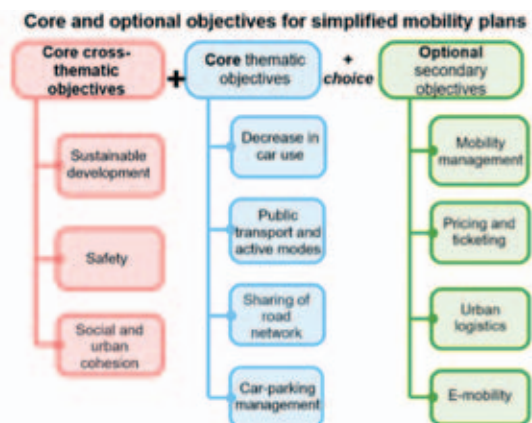 Core and optional objectives for simplified mobility plans
Core cross-
thematic
objectives
+
Core thematic
objectives
+
choice
Optional
secondary
objectives
Sustainable
development
Safety
Social and
urban
cohesion
Decrease in
car use
Public
transport and
active modes
Sharing of
road
network
Car-parking
management
Mobility
management
Pricing and
ticketing
Urban
logistics
E-mobility